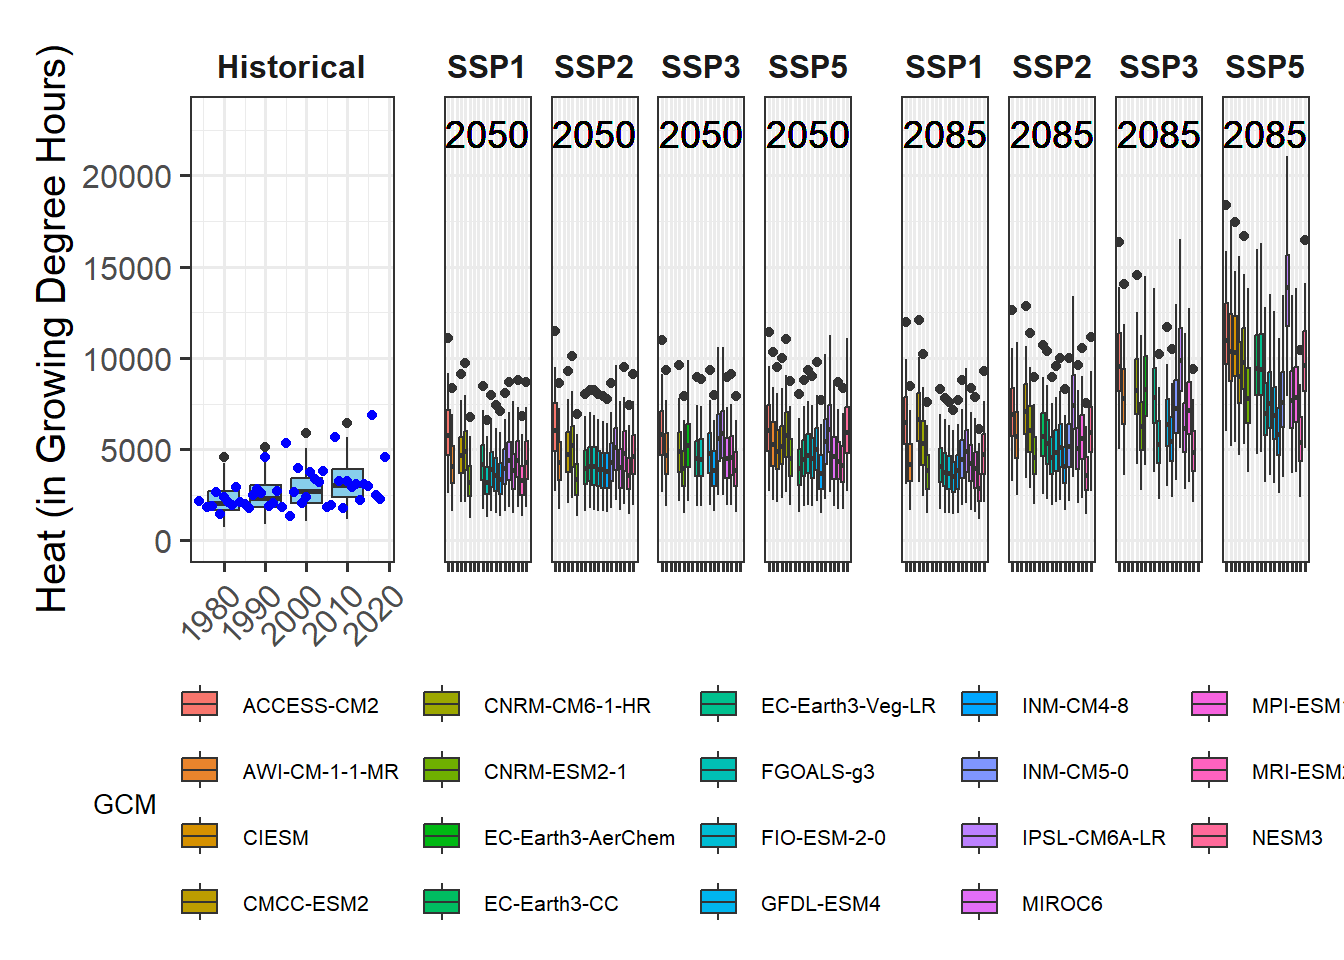 Historical SSP1 SSP2 SSP3 SSP5 SSP1 SSP2 SSP3 SSP5
2050 2050 2050 2050 2085 2085 2085 2085
Heat (in Growing Degree Hours)
20000
15000
10000
5000
0
1980 1990 2000 2010 2020
GCM
ACCESS-CM2 CNRM-CM6-1-HR EC-Earth3-Veg-LR INM-CM4-8 MPI-ESM1
AWI-CM-1-1-MR CNRM-ESM2-1 FGOALS-g3 INM-CM5-0 MRI-ESM2
CIESM EC-Earth3-AerChem FIO-ESM-2-0 IPSL-CM6A-LR NESM3
CMCC-ESM2 EC-Earth3-CC GFDL-ESM4 MIROC6